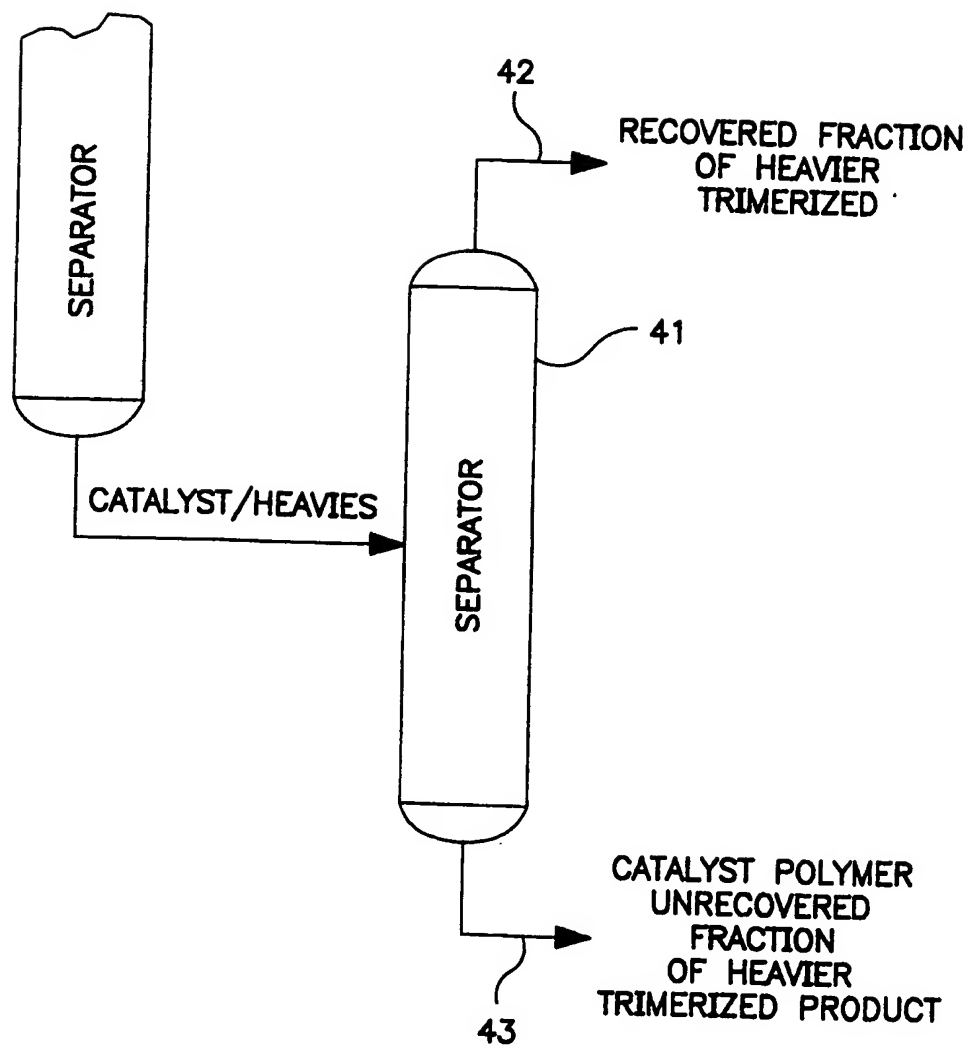 42
RECOVERED FRACTION
OF HEAVIER
TRIMERIZED
SEPARATOR
41
CATALYST/HEAVIES
SEPARATOR
CATALYST POLYMER
UNRECOVERED
FRACTION
OF HEAVIER
TRIMERIZED PRODUCT
43